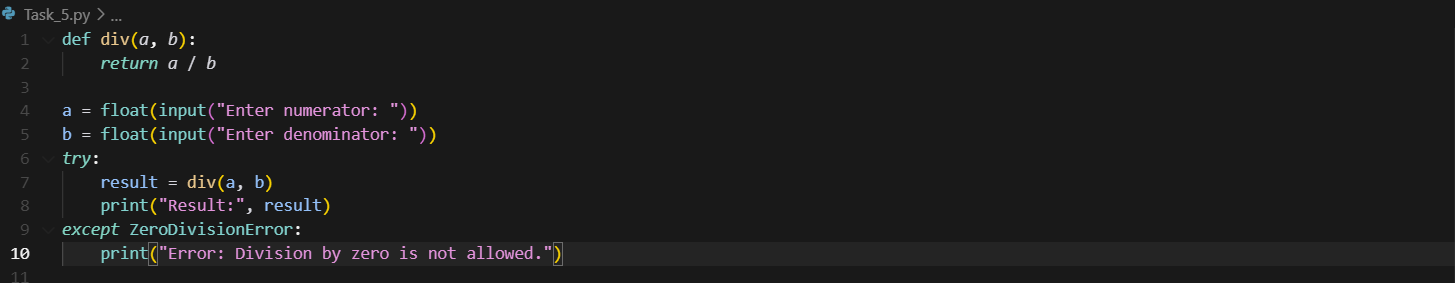 Task_5.py > ...
1 def div(a, b):
2     return a / b
3
4 a = float(input("Enter numerator: "))
5 b = float(input("Enter denominator: "))
6 try:
7     result = div(a, b)
8     print("Result:", result)
9 except ZeroDivisionError:
10     print("Error: Division by zero is not allowed.")
11